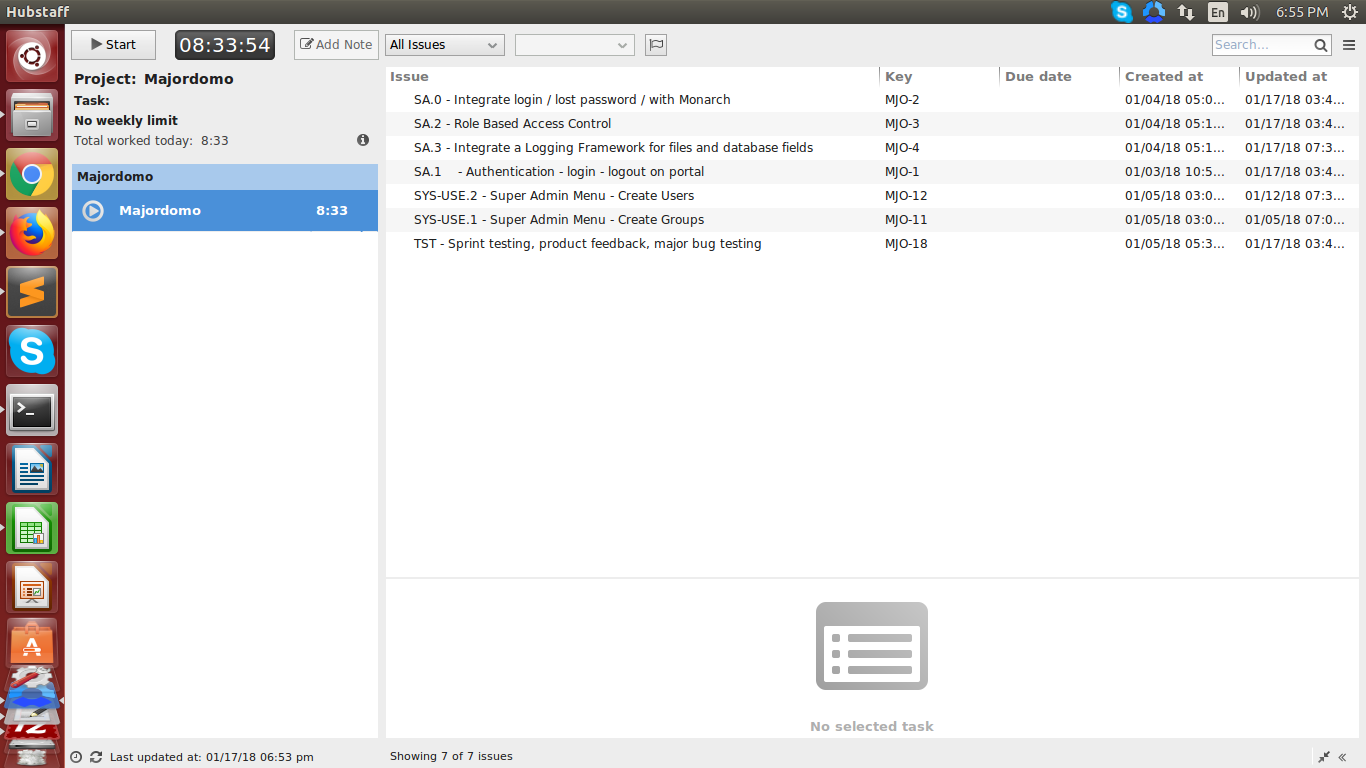 Hubstaff
En
6:55 PM
Start
08:33:54
Add Note
All Issues
Search...
Project: Majordomo
Task:
No weekly limit
Total worked today: 8:33
Majordomo
Majordomo 8:33
Issue Key Due date Created at Updated at
SA.0 - Integrate login / lost password / with Monarch MJO-2 01/04/18 05:0... 01/17/18 03:4...
SA.2 - Role Based Access Control MJO-3 01/04/18 05:1... 01/17/18 03:4...
SA.3 - Integrate a Logging Framework for files and database fields MJO-4 01/04/18 05:1... 01/17/18 07:3...
SA.1 - Authentication - login - logout on portal MJO-1 01/03/18 10:5... 01/17/18 03:4...
SYS-USE.2 - Super Admin Menu - Create Users MJO-12 01/05/18 03:0... 01/12/18 07:3...
SYS-USE.1 - Super Admin Menu - Create Groups MJO-11 01/05/18 03:0... 01/05/18 07:0...
TST - Sprint testing, product feedback, major bug testing MJO-18 01/05/18 05:3... 01/17/18 03:4...
No selected task
Last updated at: 01/17/18 06:53 pm
Showing 7 of 7 issues